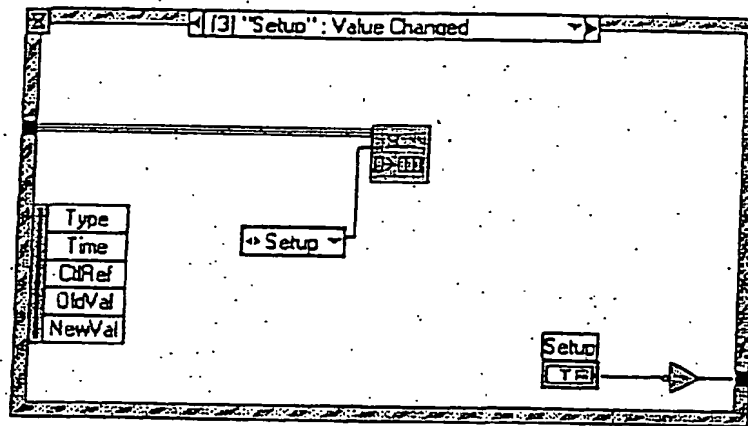 [3] "Setup" : Value Changed
Type
Time
CtlRef
OldVal
NewVal
Setup
Setup
TF